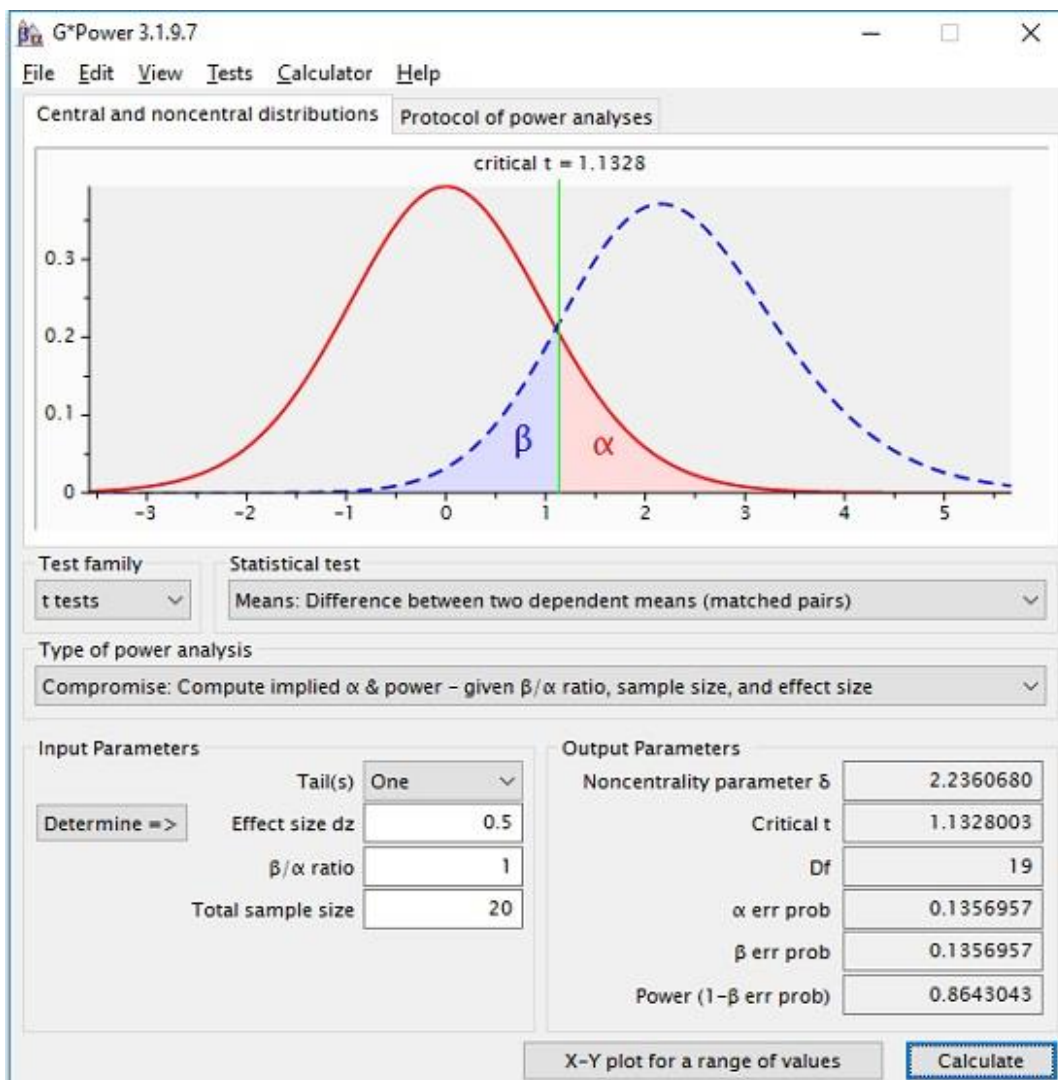 G*Power 3.1.9.7
File Edit View Tests Calculator Help
Central and noncentral distributions Protocol of power analyses
critical t = 1.1328
0.3
0.2
0.1
0
β α
-3 -2 -1 0 1 2 3 4 5
Test family Statistical test
t tests Means: Difference between two dependent means (matched pairs)
Type of power analysis
Compromise: Compute implied α & power - given β/α ratio, sample size, and effect size
Input Parameters
Tail(s) One
Determine => Effect size dz 0.5
β/α ratio 1
Total sample size 20
Output Parameters
Noncentrality parameter δ 2.2360680
Critical t 1.1328003
Df 19
α err prob 0.1356957
β err prob 0.1356957
Power (1-β err prob) 0.8643043
X-Y plot for a range of values Calculate